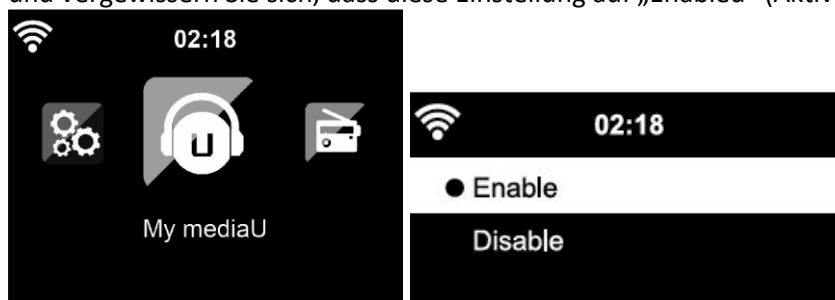 und vergewissern Sie sich, dass diese Einstellung auf „Enabled“ (Aktiv
02:18
U
My mediaU
02:18
Enable
Disable